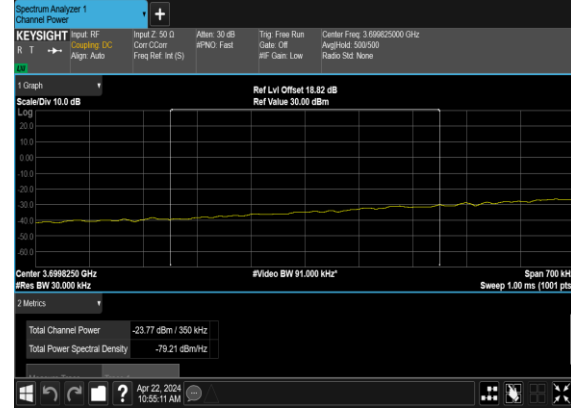 Spectrum Analyzer 1
Channel Power
+
KEYSIGHT
R T
LXI
Input: RF
Coupling: DC
Align: Auto
Input Z: 50 Ω
Corr CCorr
Freq Ref: Int (S)
Atten: 30 dB
#PNO: Fast
Trig: Free Run
Gate: Off
#IF Gain: Low
Center Freq: 3.699825000 GHz
Avg|Hold: 500/500
Radio Std: None
1 Graph
Scale/Div 10.0 dB
Ref Lvl Offset 18.82 dB
Ref Value 30.00 dBm
Log
20.0
10.0
0.00
-10.0
-20.0
-30.0
-40.0
-50.0
-60.0
Center 3.6998250 GHz
#Res BW 30.000 kHz
#Video BW 91.000 kHz*
Span 700 kH
Sweep 1.00 ms (1001 pts
2 Metrics
Total Channel Power -23.77 dBm / 350 kHz
Total Power Spectral Density -79.21 dBm/Hz
?
Apr 22, 2024
10:55:11 AM